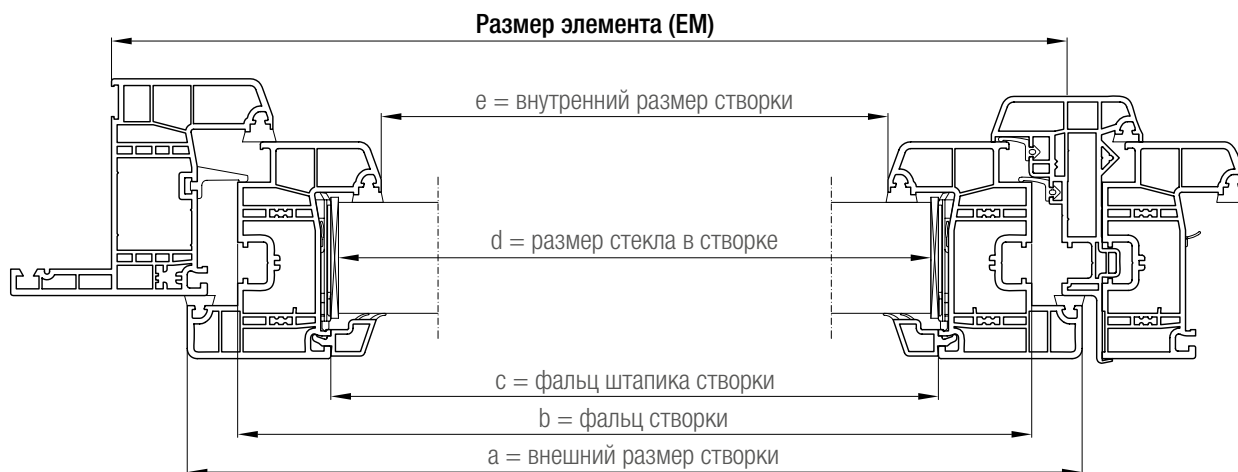 Размер элемента (EM)
e = внутренний размер створки
d = размер стекла в створке
c = фальц штапика створки
b = фальц створки
a = внешний размер створки